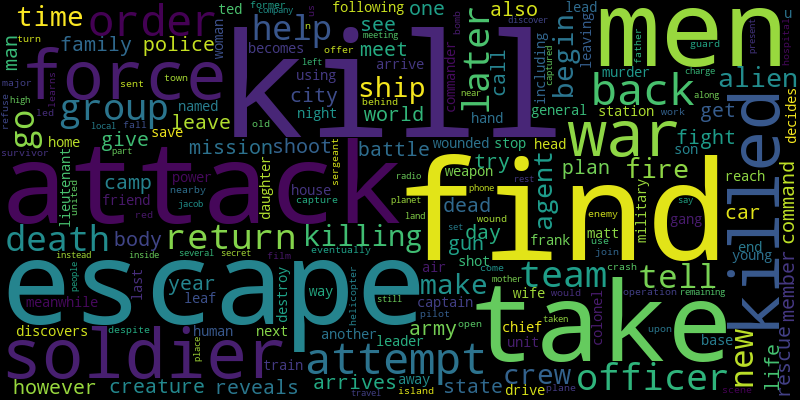 time order kill men
ted following one
former us
company
discover
bomb
turn
man
family police help see also
meeting
offer
woman
becomes
meet
later
call
including
begin
lead
leaving
u
hospital
present
guard
father
force
alien
murder
using
arrive
left
commander
back
major
high
learns
refuse
go
group
sent
town
city
ship
captured
near
behind
charge
along
decides
led
named
leave
night
world
hand
general
station
get
work
local
fall
save
old
give
home
part
mission
shoot
battle
wounded
stop
head
war
fight
son
survivor
attack
find
killed
command
lieutenant
united
camp
friend
power
nearby
red
jacob
daughter
house
capture
sergeant
radio
planet
land
weapon
phone
rest
try
agent
plan
fire
reach
military
gang
car
say
enemy
use
join
death
body
return
killing
dead
gun
set
day
wound
frank
matt
end
young
instead
inside
several
secret
film
eventually
shot
come
mother
crash
escape
take
team
tell
new
member
rescue
life
people
meanwhile
last
year
leaf
destroy
way
helicopter
air
still
make
captain
pilot
wife
would
operation
remaining
taken
colonel
upon
base
discovers
despite
human
next
another
leader
army
open
chief
unit
soldier
place
train
attempt
crew
officer
scene
however
creature
reveals
arrives
travel
away
island
state
drive
plane